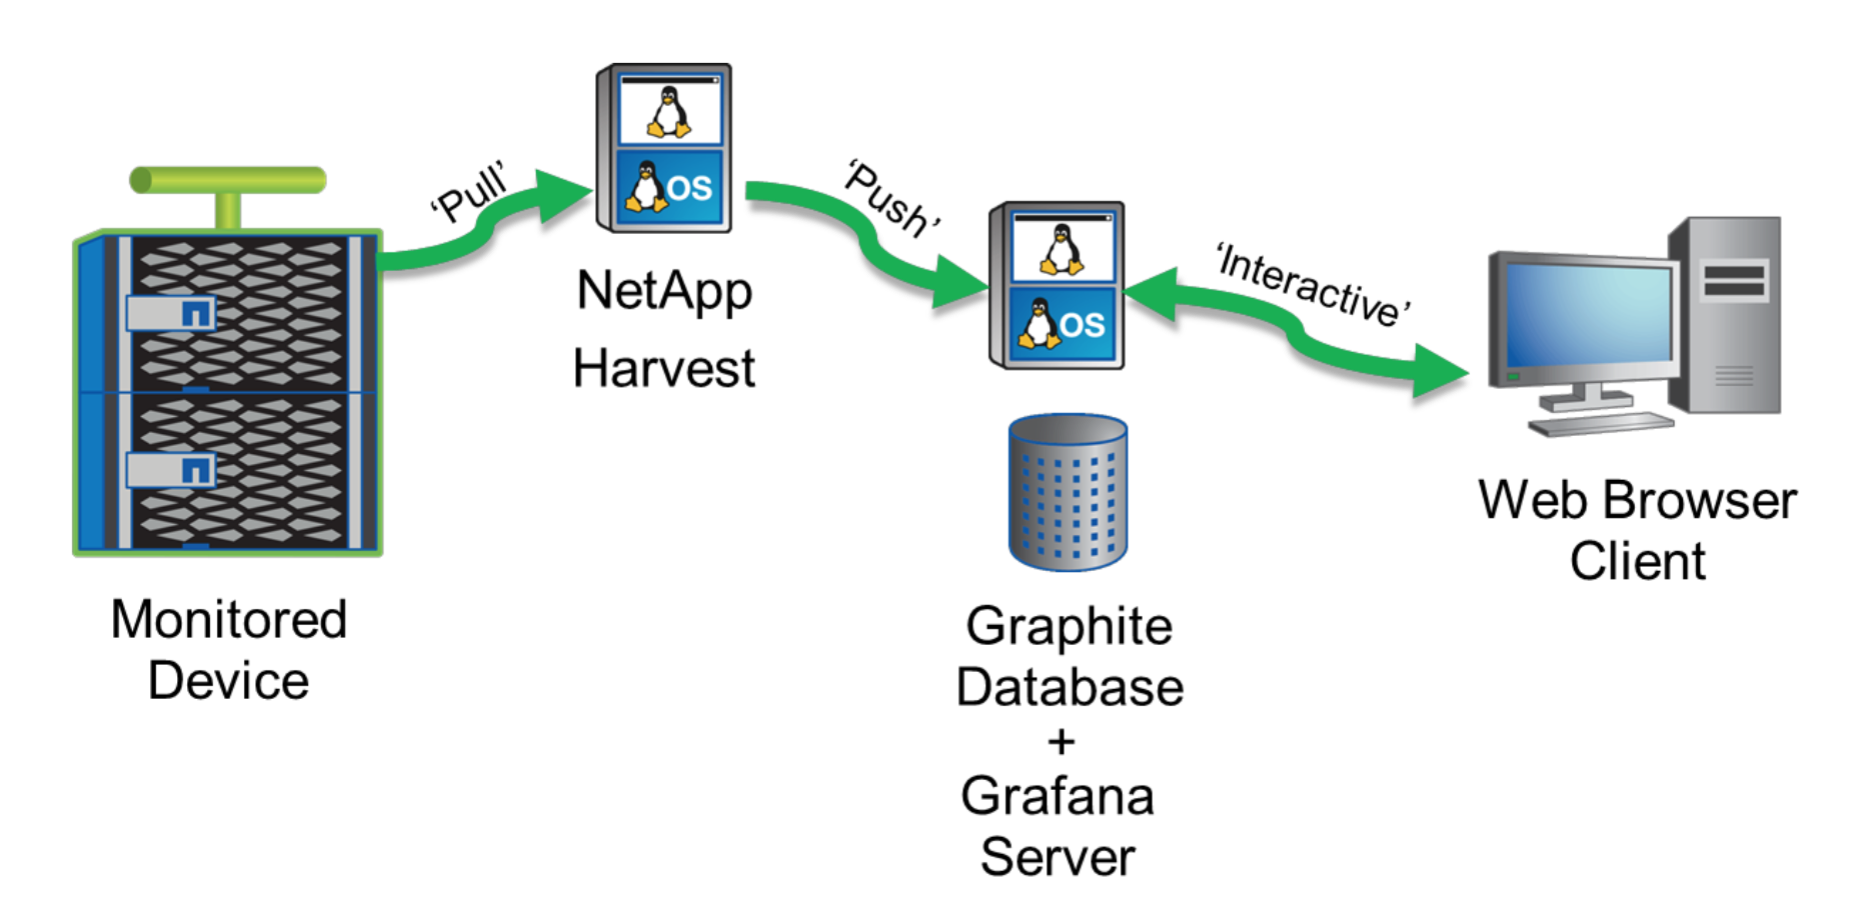 Monitored
Device
‘Pull’
OS
NetApp
Harvest
‘Push’
OS
Graphite
Database
+
Grafana
Server
‘Interactive’
Web Browser
Client